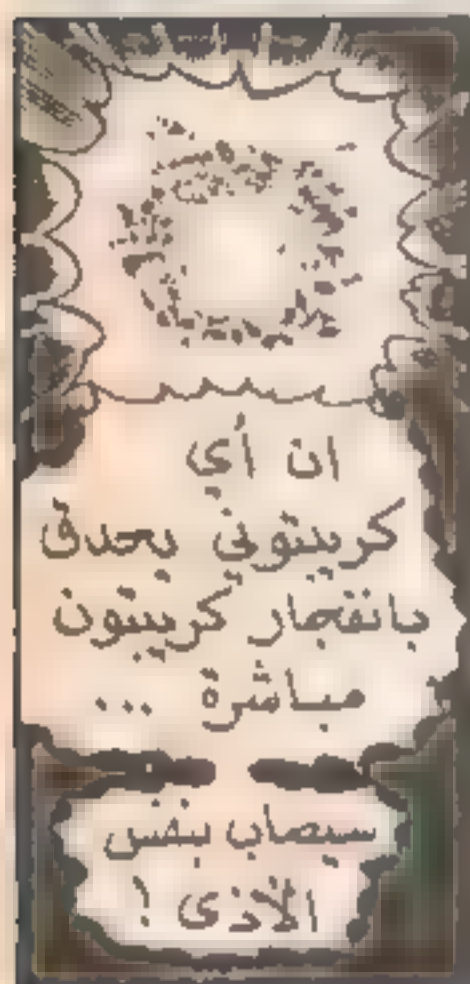 ان أي
كريبتوني يحدق
بانفجار كريبتون
مباشرة ...
سيصاب بنفس
الأذى !